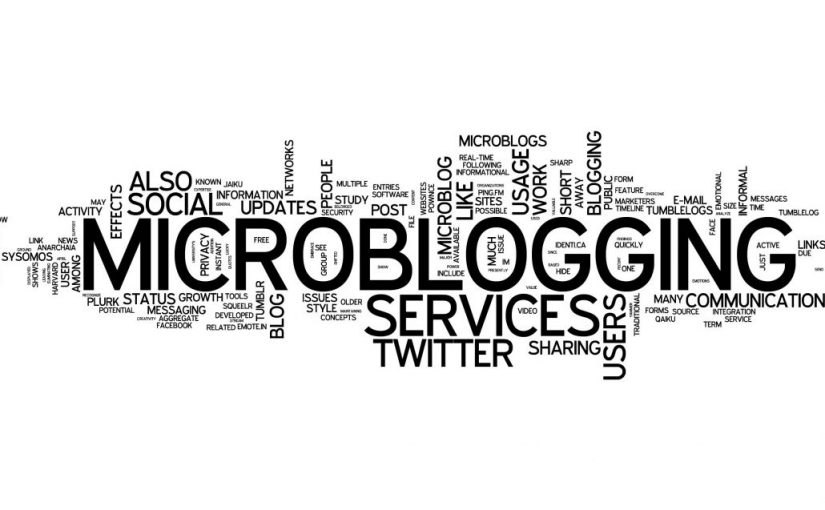 MICROBLOGS
REAL-TIME
FOLLOWING
INFORMATIONAL
SHARP
BLOGGING
NETWORKS
PEOPLE
USAGE
WORK
SHORT
AWAY
PUBLIC
FORM
FEATURE
MARKETERS
TIMELINE
E-MAIL
TUMBLELOGS
EMOTIONAL
SIZE
INFORMAL
MESSAGES
TIME
TUMBLELOG
ALSO
KNOWN
JAIKU
INFORMATION
MULTIPLE
STUDY
SECURITY
ENTRIES
SOFTWARE
POST
FILE
WEBSITES
POWNCE
MICROBLOG
AVAILABLE
LIKE
PING.FM
SITES
POSSIBLE
MAY
ACTIVITY
EFFECTS
SOCIAL
UPDATES
LINK
NEWS
ANARCHAIA
SYSOMOS
SHOWS
HARVARD
USER
AMONG
MICROBLOGGING
PRIVACY
INSTANT
FREE
SEE
GROUP
MUCH
ISSUE
IM
IDENTI.CA
HIDE
QUICKLY
ONE
FACE
ACTIVE
JUST
LINKS
DUE
INCLUDE
PLURK
STATUS
GROWTH
TOOLS
POTENTIAL
MESSAGING
SQUEELR
AGGREGATE
DEVELOPED
FACEBOOK
RELATED
EMOTE.IN
TUMBLR
BLOG
ISSUES
OLDER
STYLE
CONCEPTS
SERVICES
VALUE
VIDEO
USERS
TRADITIONAL
MANY
COMMUNICATION
FORMS
SOURCE
INTEGRATION
QAIKU
SERVICE
TERM
TWITTER
SHARING